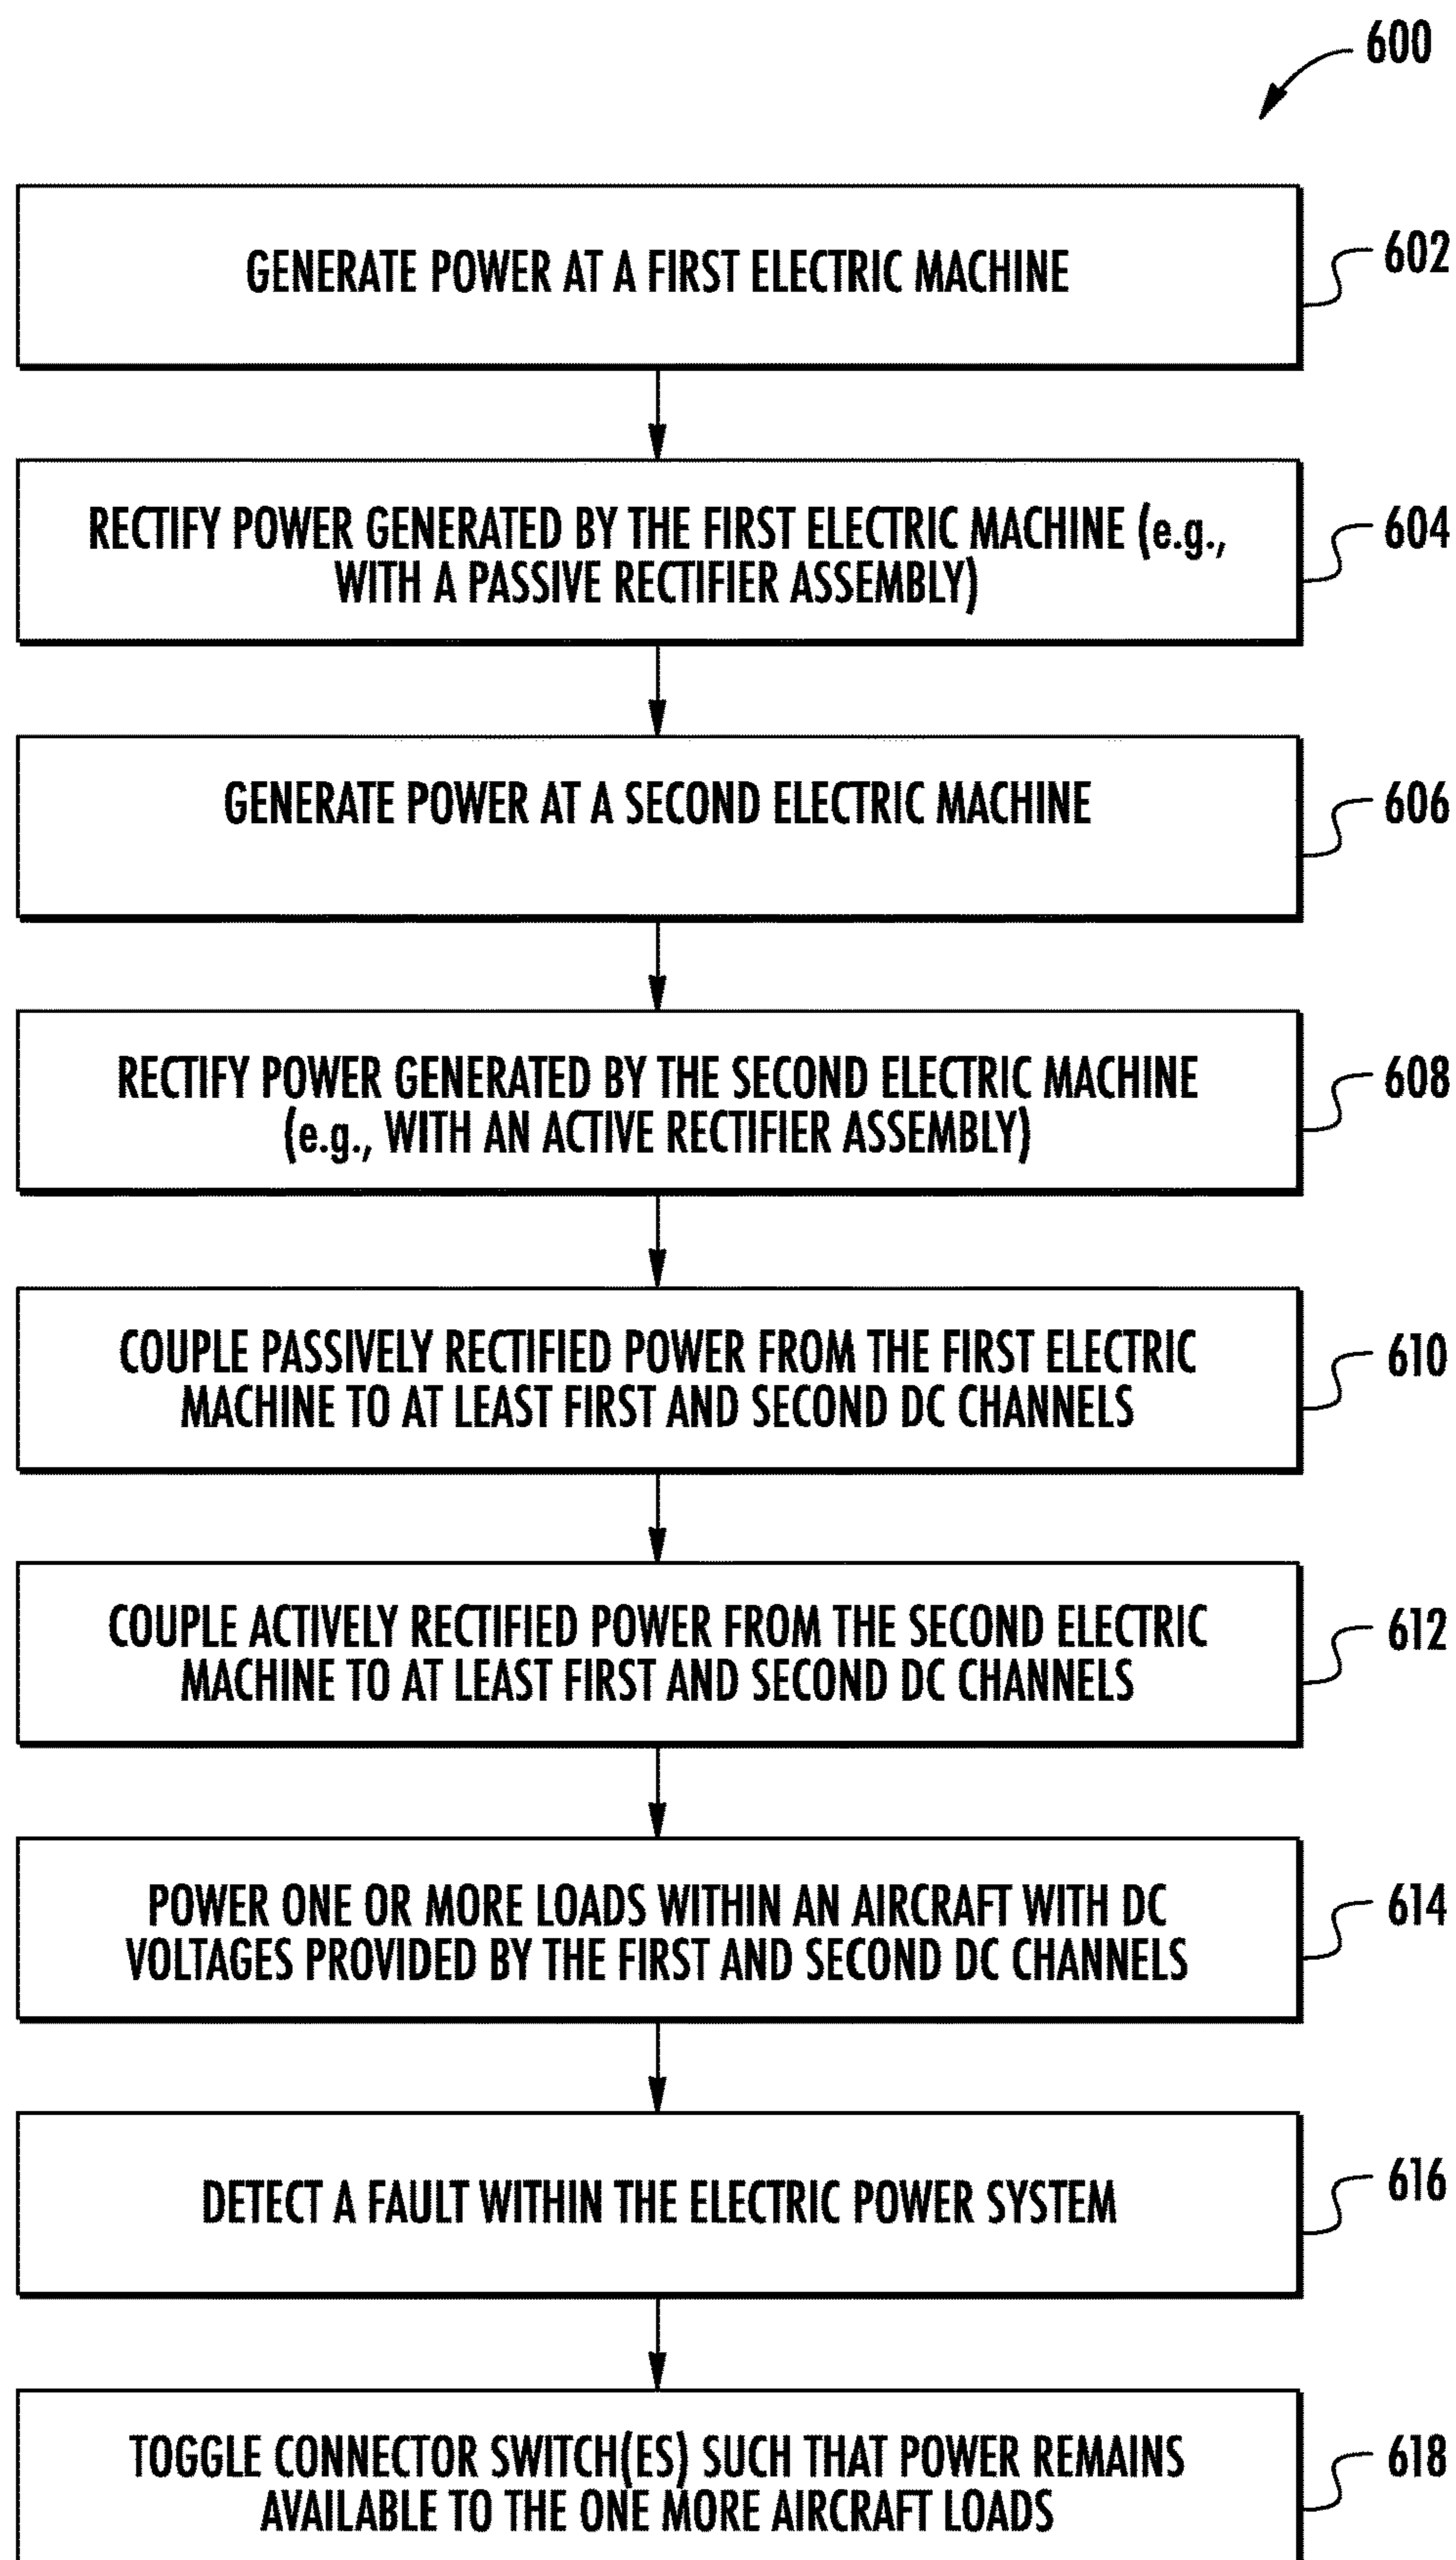 600
GENERATE POWER AT A FIRST ELECTRIC MACHINE
602
RECTIFY POWER GENERATED BY THE FIRST ELECTRIC MACHINE (e.g.,
WITH A PASSIVE RECTIFIER ASSEMBLY)
604
GENERATE POWER AT A SECOND ELECTRIC MACHINE
606
RECTIFY POWER GENERATED BY THE SECOND ELECTRIC MACHINE
(e.g., WITH AN ACTIVE RECTIFIER ASSEMBLY)
608
COUPLE PASSIVELY RECTIFIED POWER FROM THE FIRST ELECTRIC
MACHINE TO AT LEAST FIRST AND SECOND DC CHANNELS
610
COUPLE ACTIVELY RECTIFIED POWER FROM THE SECOND ELECTRIC
MACHINE TO AT LEAST FIRST AND SECOND DC CHANNELS
612
POWER ONE OR MORE LOADS WITHIN AN AIRCRAFT WITH DC
VOLTAGES PROVIDED BY THE FIRST AND SECOND DC CHANNELS
614
DETECT A FAULT WITHIN THE ELECTRIC POWER SYSTEM
616
TOGGLE CONNECTOR SWITCH(ES) SUCH THAT POWER REMAINS
AVAILABLE TO THE ONE MORE AIRCRAFT LOADS
618